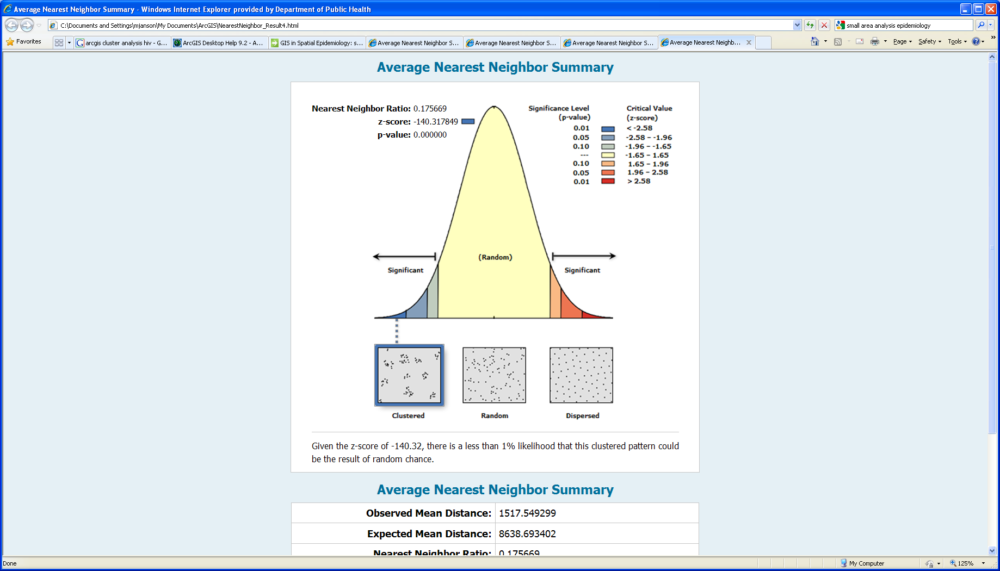 Average Nearest Neighbor Summary - Windows Internet Explorer provided by Department of Public Health
C:\Documents and Settings\mjanson\My Documents\ArcGIS\NearestNeighbor_Result4.html
small area analysis epidemiology
Favorites
arcgis cluster analysis hiv - G...
ArcGIS Desktop Help 9.2 - A...
GIS in Spatial Epidemiology: s...
Average Nearest Neighbor S...
Average Nearest Neighbor S...
Average Nearest Neighbor S...
Average Nearest Neighb...
Page
Safety
Tools
Average Nearest Neighbor Summary
Nearest Neighbor Ratio: 0.175669
z-score: -140.317849
p-value: 0.000000
Significance Level Critical Value
(p-value) (z-score)
0.01 < -2.58
0.05 -2.58 – -1.96
0.10 -1.96 – -1.65
--- -1.65 – 1.65
0.10 1.65 – 1.96
0.05 1.96 – 2.58
0.01 > 2.58
(Random)
Significant Significant
Clustered Random Dispersed
Given the z-score of -140.32, there is a less than 1% likelihood that this clustered pattern could
be the result of random chance.
Average Nearest Neighbor Summary
Observed Mean Distance: 1517.549299
Expected Mean Distance: 8638.693402
Nearest Neighbor Ratio: 0.175669
Done
My Computer
125%